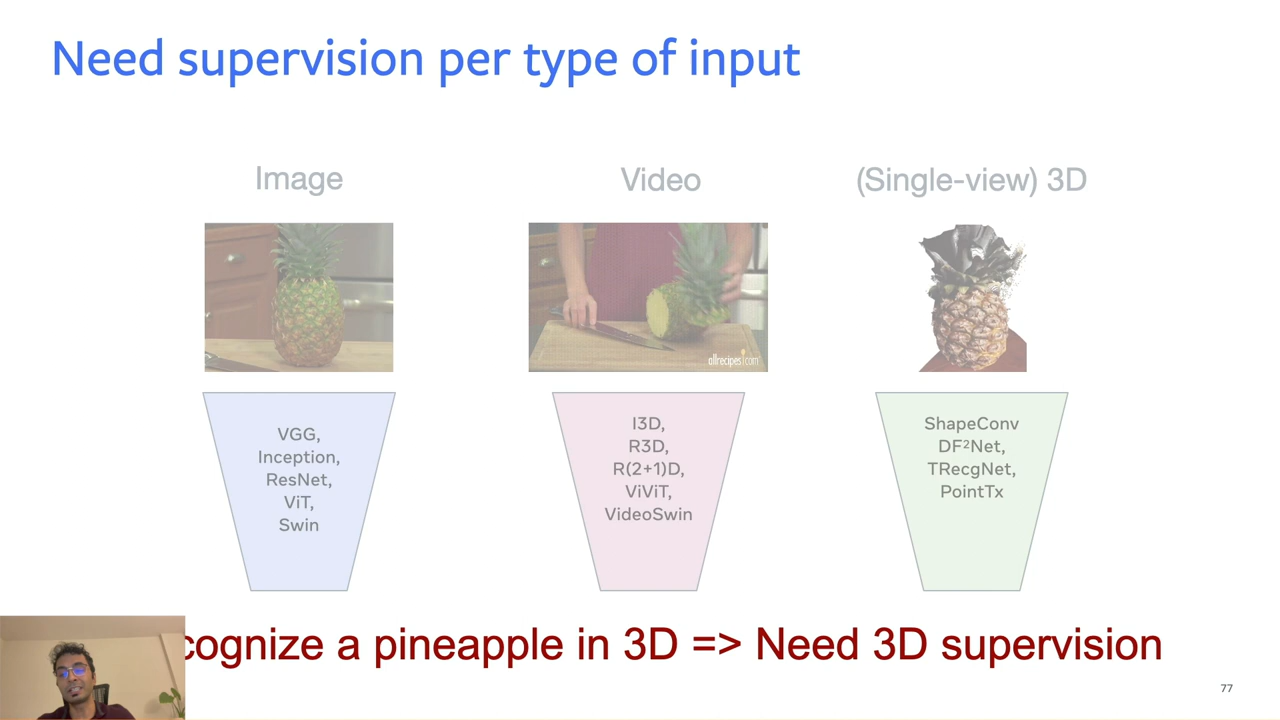 Need supervision per type of input
Image
Video
(Single-view) 3D
allrecipes.com
VGG,
Inception,
ResNet,
ViT,
Swin
I3D,
R3D,
R(2+1)D,
ViViT,
VideoSwin
ShapeConv
DF²Net,
TRecgNet,
PointTx
cognize a pineapple in 3D => Need 3D supervision
77